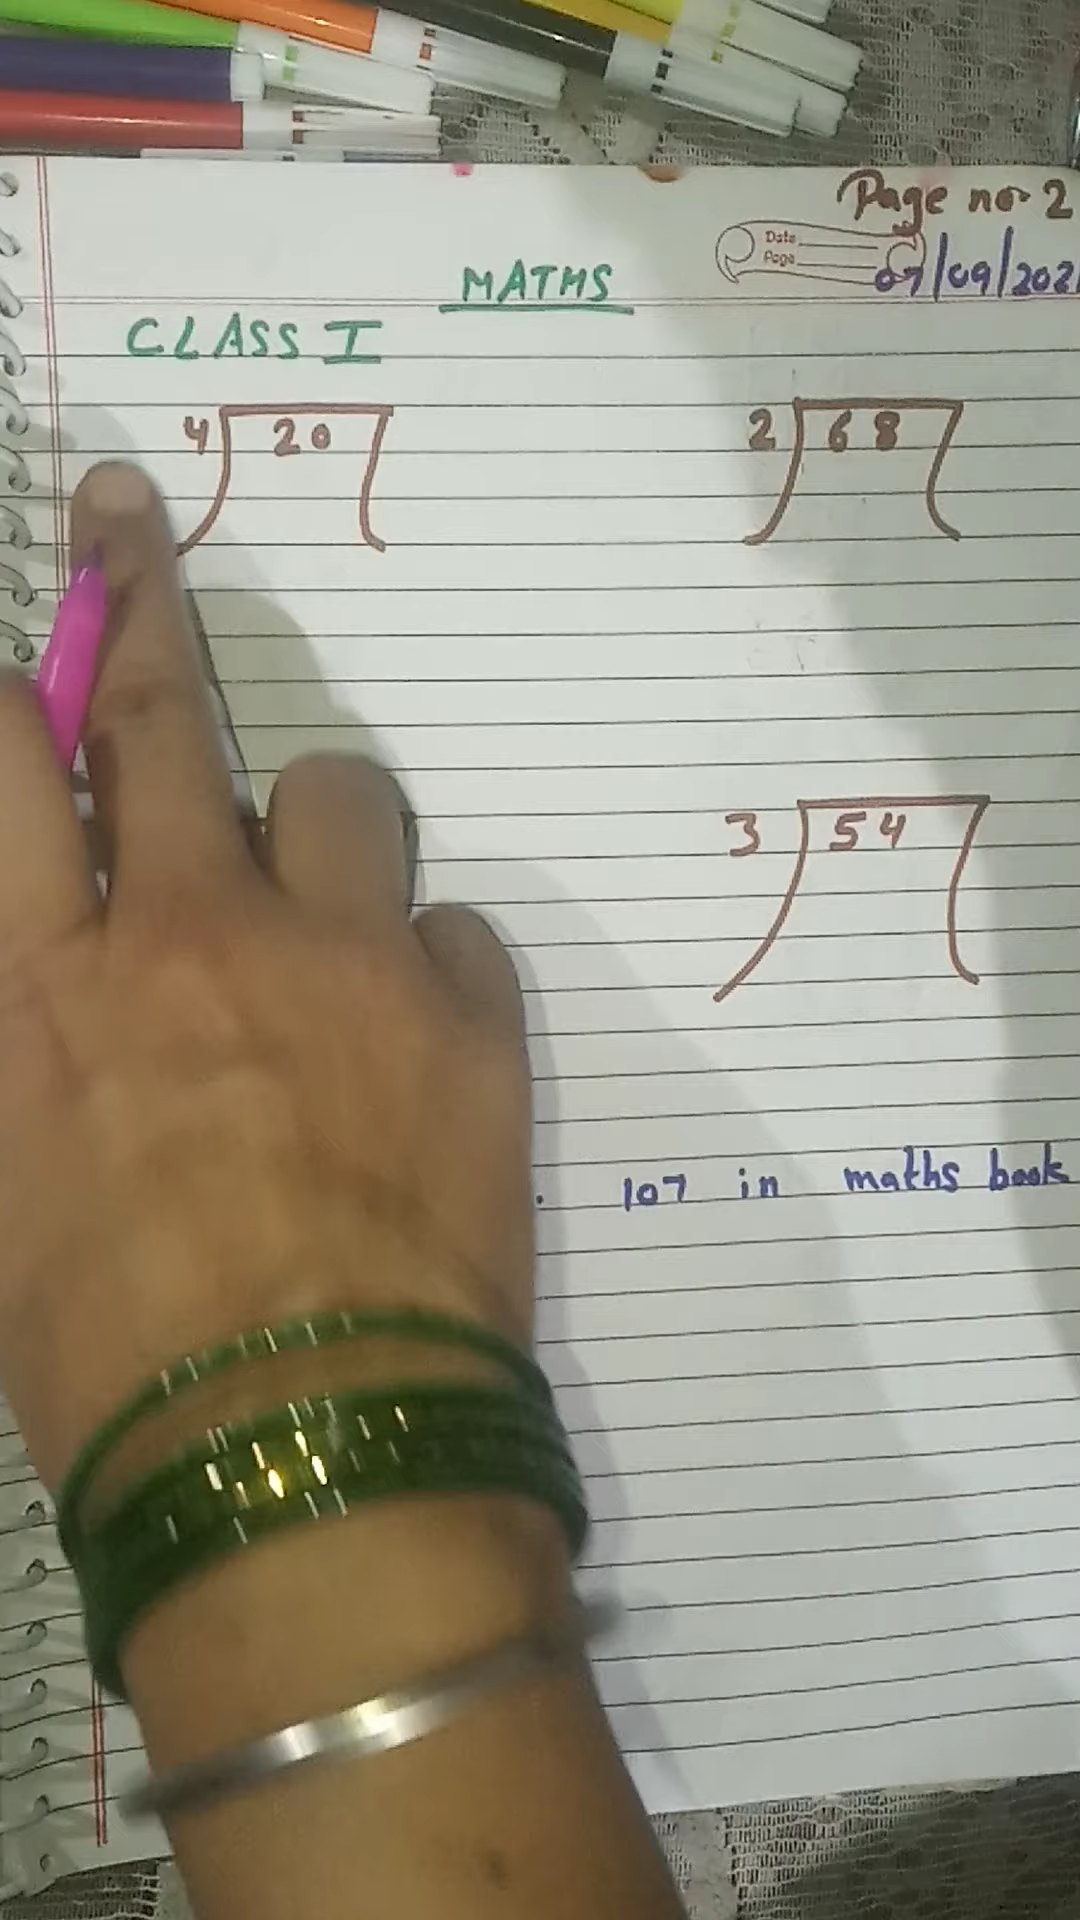 Page no. 2
Date
Page
07/09/2021
MATHS
CLASS I
4 20
2 68
3 54
. 107 in maths book